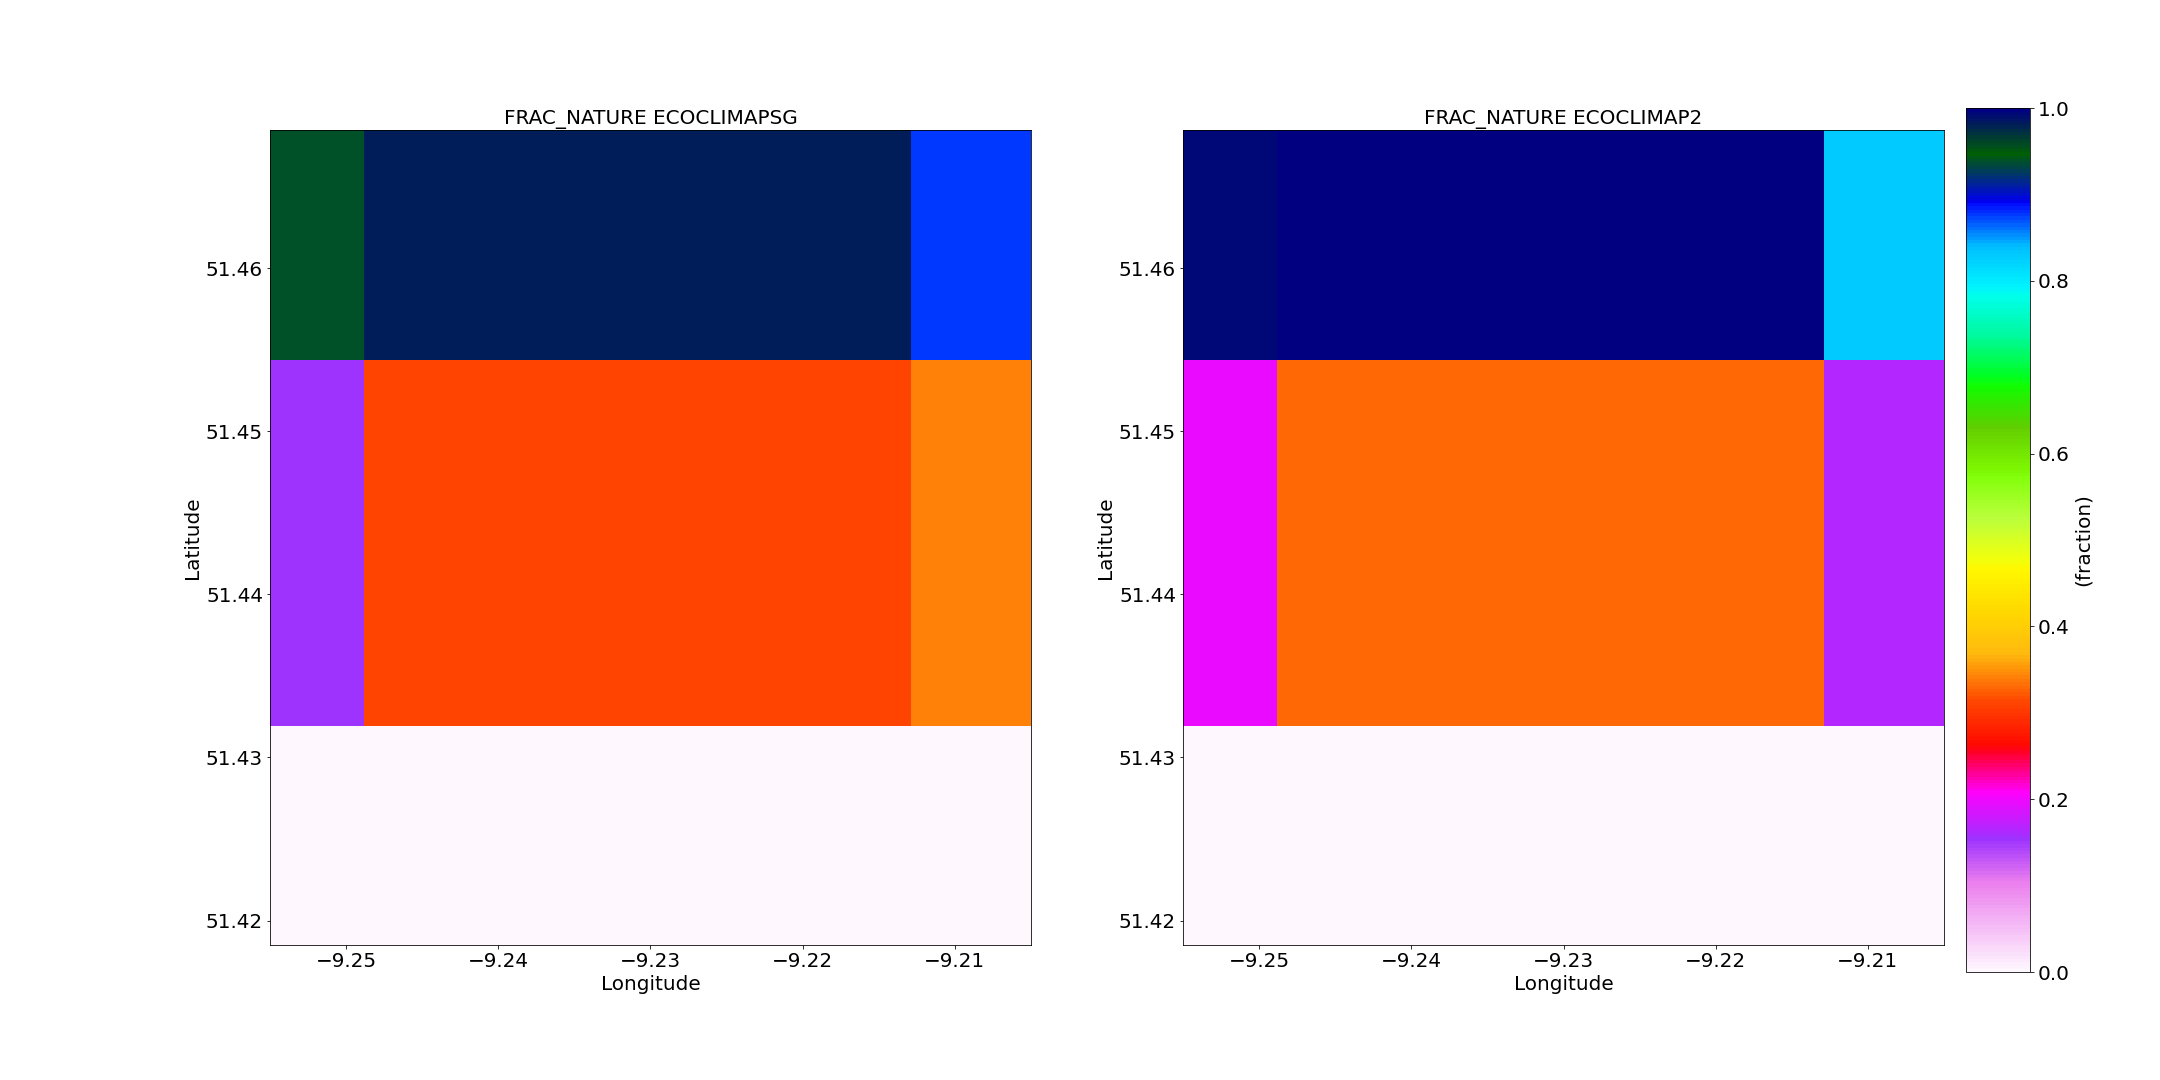 FRAC_NATURE ECOCLIMAPSG
51.46
51.45
51.44
51.43
51.42
Latitude
−9.25 −9.24 −9.23 −9.22 −9.21
Longitude
FRAC_NATURE ECOCLIMAP2
51.46
51.45
51.44
51.43
51.42
Latitude
−9.25 −9.24 −9.23 −9.22 −9.21
Longitude
1.0
0.8
0.6
0.4
0.2
0.0
(fraction)